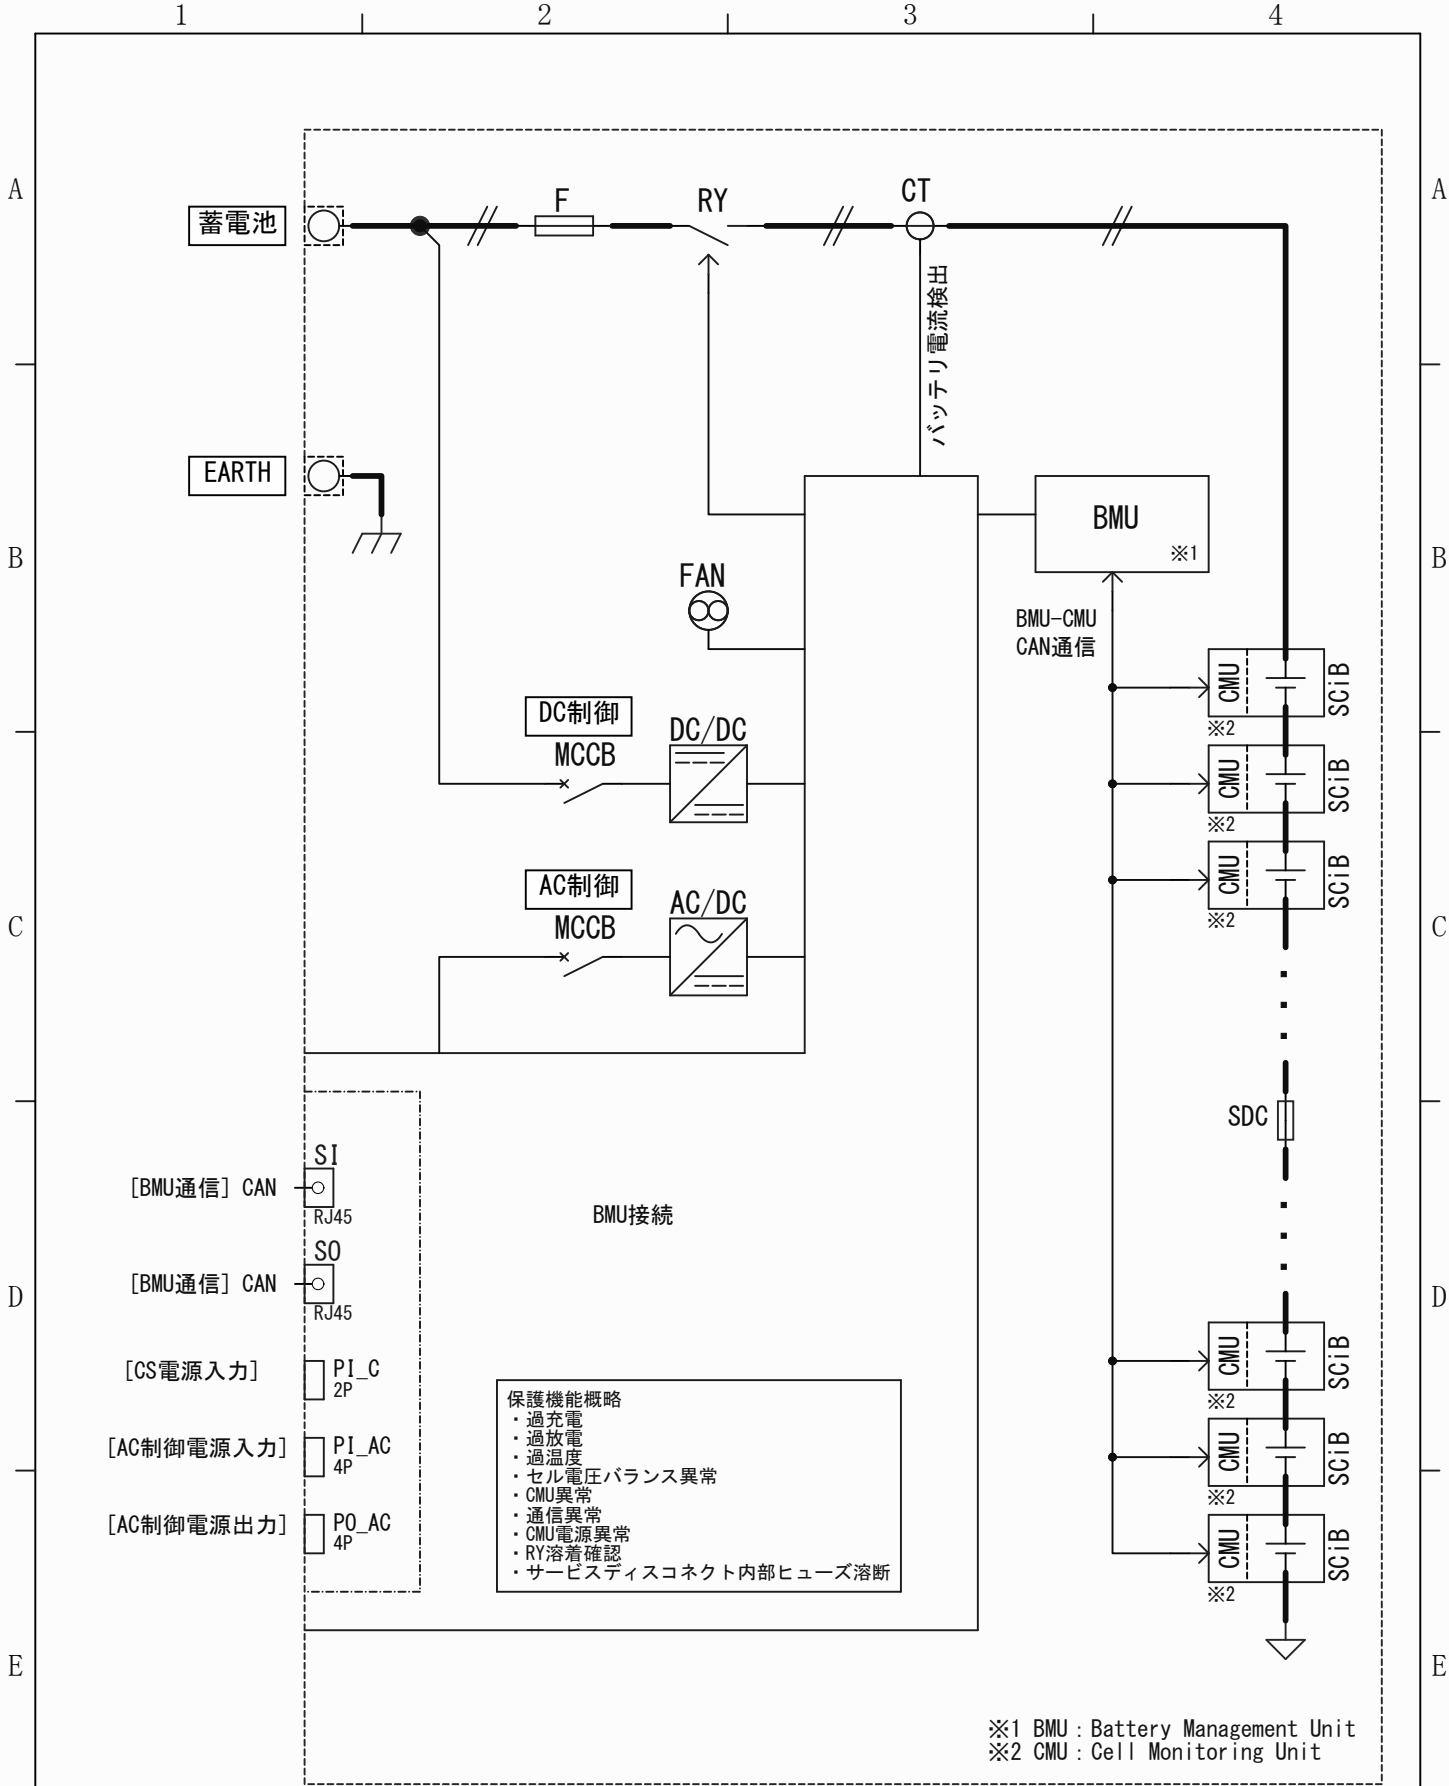 1 2 3 4
A A
蓄電池 F RY CT
バッテリ電流検出
EARTH
BMU
※1
B B
FAN
BMU-CMU
CAN通信
CMU SCiB
※2
DC制御
MCCB DC/DC
CMU SCiB
※2
CMU SCiB
※2
AC制御
MCCB AC/DC
C C
SDC
SI
[BMU通信] CAN
RJ45
BMU接続
SO
[BMU通信] CAN
RJ45
D D
[CS電源入力] PI_C
2P
CMU SCiB
※2
[AC制御電源入力] PI_AC
4P
CMU SCiB
※2
[AC制御電源出力] PO_AC
4P
CMU SCiB
※2
保護機能概略
・過充電
・過放電
・過温度
・セル電圧バランス異常
・CMU異常
・通信異常
・CMU電源異常
・RY溶着確認
・サービスディスコネクト内部ヒューズ溶断
E E
※1 BMU：Battery Management Unit
※2 CMU：Cell Monitoring Unit